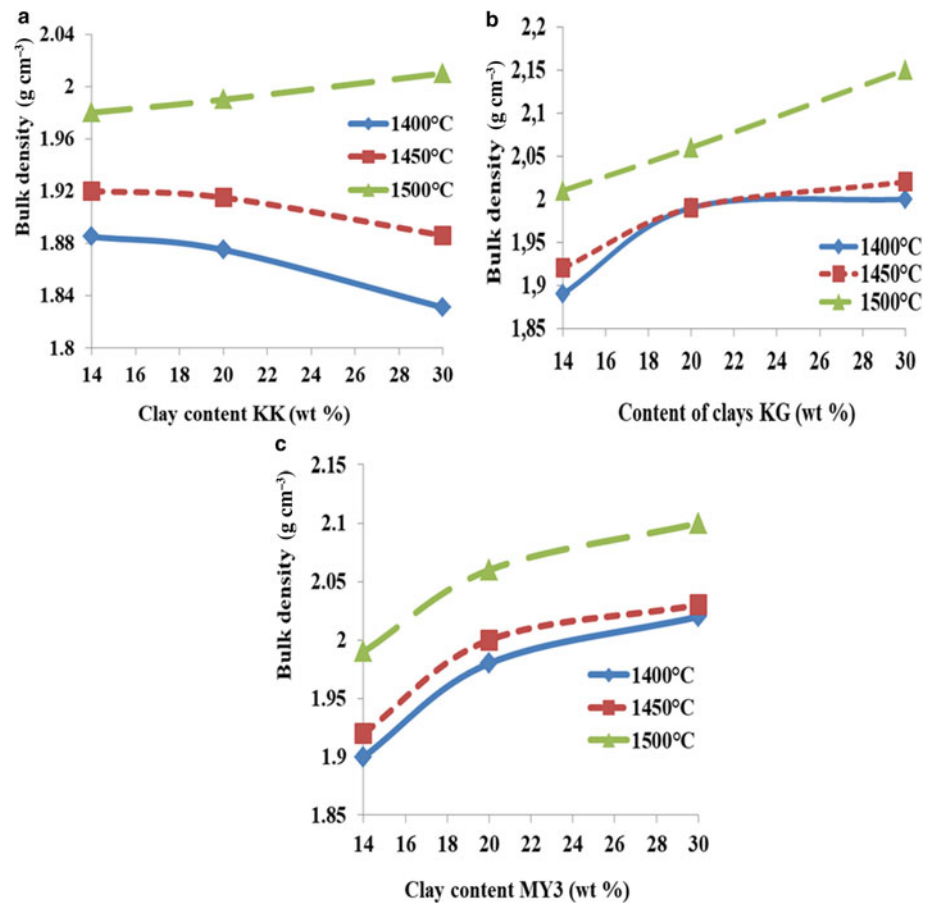 a
Bulk density (g cm⁻³)
2.04
2
1.96
1.92
1.88
1.84
1.8
1400°C
1450°C
1500°C
14 16 18 20 22 24 26 28 30
Clay content KK (wt %)
b
Bulk density (g cm⁻³)
2,2
2,15
2,1
2,05
2
1,95
1,9
1,85
1400°C
1450°C
1500°C
14 16 18 20 22 24 26 28 30
Content of clays KG (wt %)
c
Bulk density (g cm⁻³)
2.15
2.1
2.05
2
1.95
1.9
1.85
1400°C
1450°C
1500°C
14 16 18 20 22 24 26 28 30
Clay content MY3 (wt %)